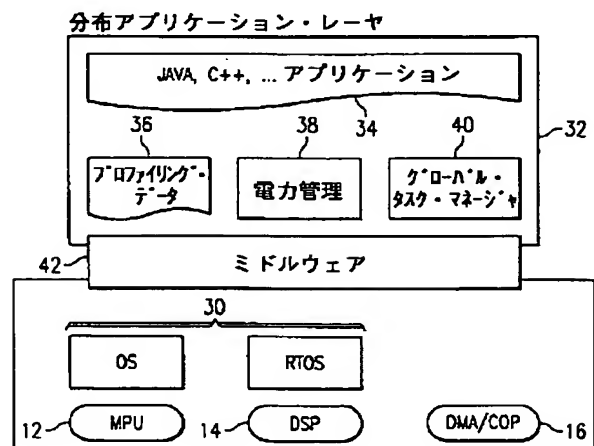 分布アプリケーション・レーヤ
JAVA, C++, ... アプリケーション
34
32
36
38
40
プロファイリング・
データ
電力管理
グローバル・
タスク・マネージャ
42
ミドルウェア
30
OS
RTOS
12
MPU
14
DSP
DMA/COP
16